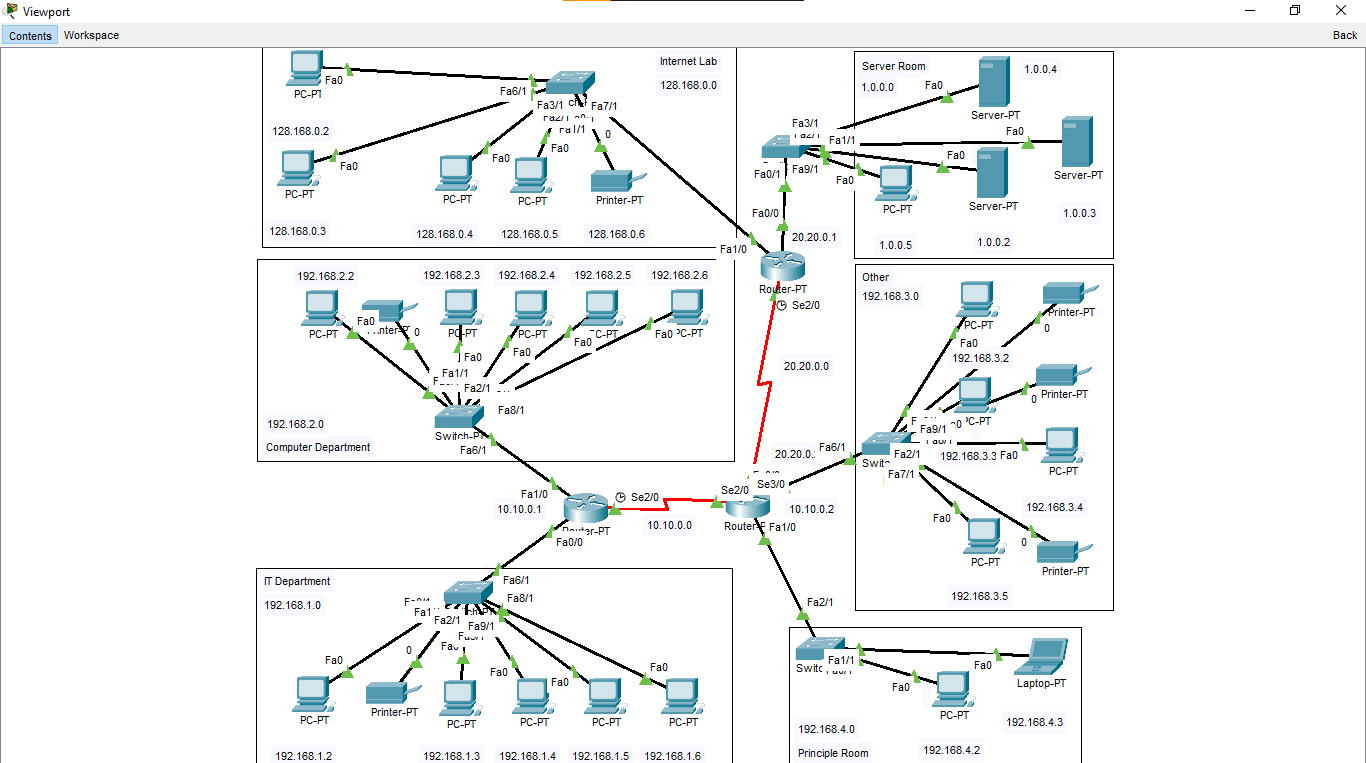 Viewport
Contents
Workspace
Back
Internet Lab
128.168.0.0
Fa0
PC-PT
Fa6/1
Fa3/1
Fa7/1
Fa2/1
Fa1/1
0
128.168.0.2
Fa0
PC-PT
Fa0
PC-PT
Fa0
PC-PT
Printer-PT
128.168.0.3
128.168.0.4
128.168.0.5
128.168.0.6
Server Room
1.0.0.0
Fa0
1.0.0.4
Server-PT
Fa3/1
Fa2/1
Fa1/1
Fa0
Server-PT
Fa0/1
Fa9/1
Fa0
Fa0
PC-PT
Server-PT
1.0.0.5
1.0.0.2
1.0.0.3
Fa0/0
20.20.0.1
Fa1/0
Router-PT
Se2/0
20.20.0.0
192.168.2.2
192.168.2.3
192.168.2.4
192.168.2.5
192.168.2.6
Fa0
PC-PT
0
PC-PT
Fa0
PC-PT
Fa0
Fa0
Fa0
Fa1/1
Fa2/1
Fa8/1
192.168.2.0
Switch-PT
Computer Department
Fa6/1
Other
192.168.3.0
PC-PT
Printer-PT
0
Fa0
192.168.3.2
Printer-PT
0
Fa9/1
Fa6/1
Fa2/1
Fa7/1
192.168.3.3
Fa0
PC-PT
192.168.3.4
Fa0
PC-PT
0
Printer-PT
192.168.3.5
Fa1/0
10.10.0.1
Se2/0
10.10.0.0
Fa0/0
Se2/0
Se3/0
10.10.0.2
Fa1/0
IT Department
192.168.1.0
Fa6/1
Fa8/1
Fa2/1
Fa9/1
Fa0
PC-PT
0
Printer-PT
PC-PT
Fa0
PC-PT
Fa0
PC-PT
Fa0
PC-PT
192.168.1.2
192.168.1.3
192.168.1.4
192.168.1.5
192.168.1.6
Fa2/1
Fa1/1
Fa0
Laptop-PT
Fa0
PC-PT
192.168.4.0
192.168.4.3
Principle Room
192.168.4.2